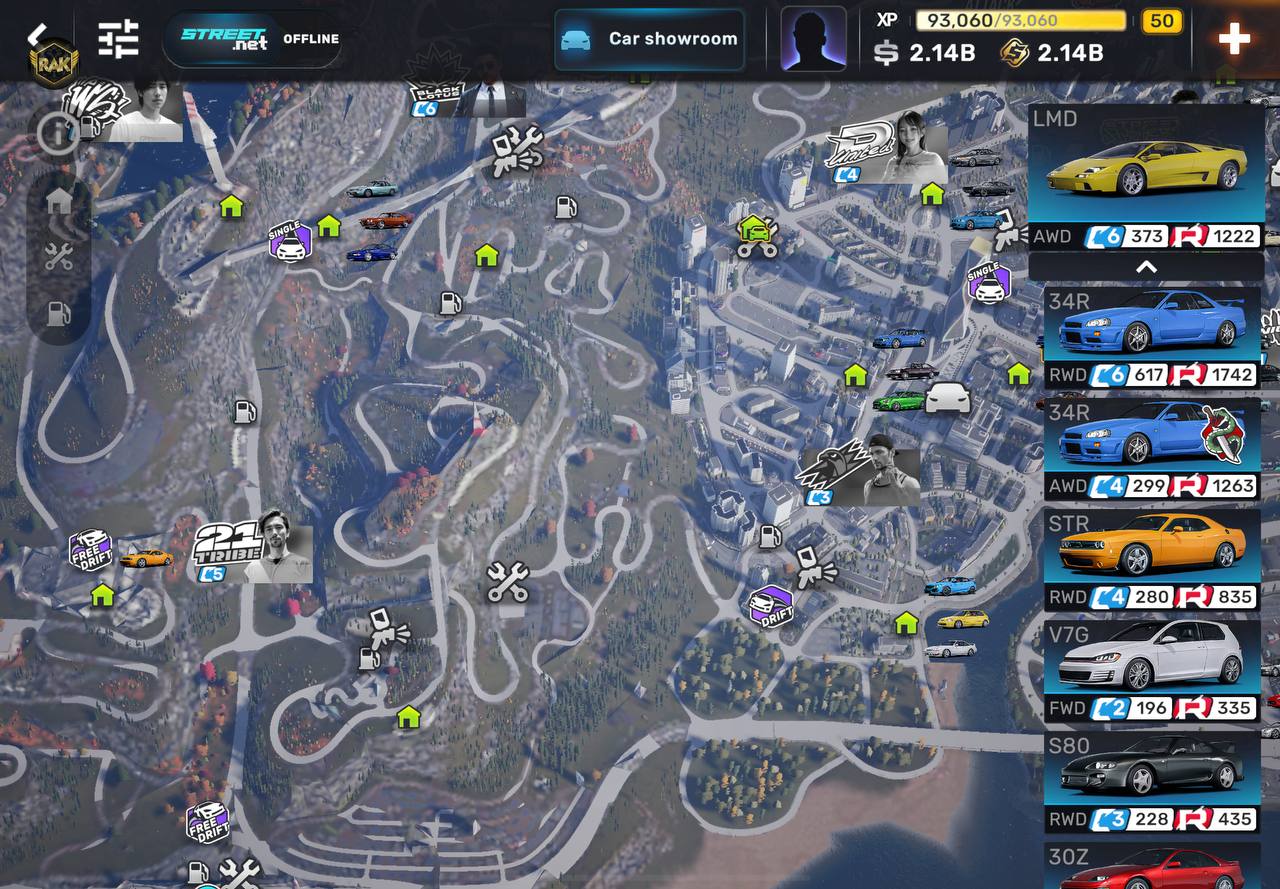 RAK
STREET
.net
OFFLINE
Car showroom
XP
93,060/93,060
50
2.14B
2.14B
BLACK
LOTUS
6
United
4
SINGLE
SINGLE
3
21
TRIBE
5
FREE
DRIFT
DRIFT
FREE
DRIFT
LMD
AWD 6 373 R 1222
34R
RWD 6 617 R 1742
34R
AWD 4 299 R 1263
STR
RWD 4 280 R 835
V7G
FWD 2 196 R 335
S80
RWD 3 228 R 435
30Z